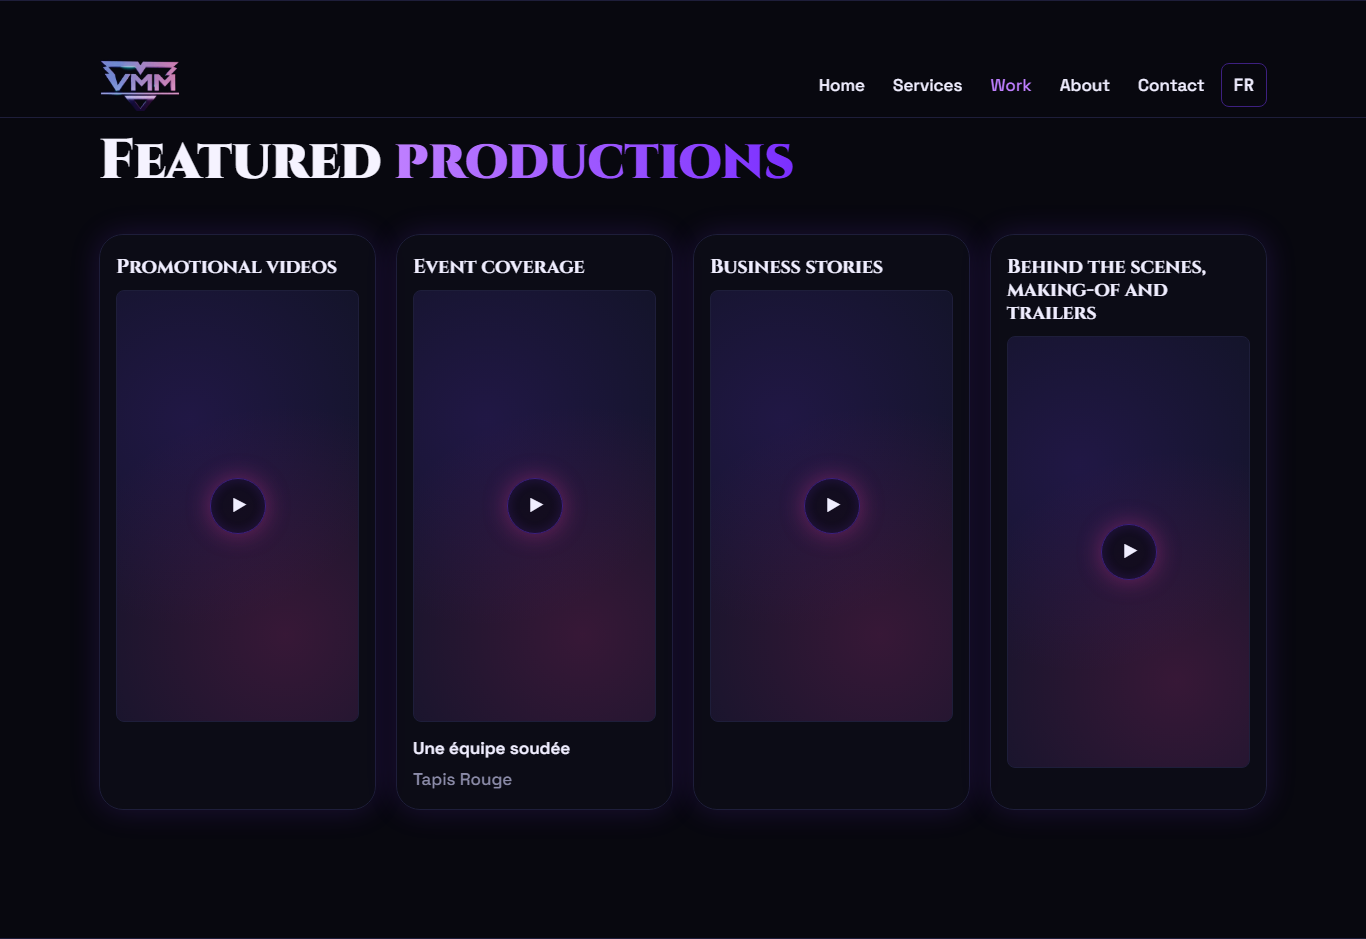 VMM
Home Services Work About Contact FR
Featured productions
Promotional videos
Event coverage
Business stories
Behind the scenes,
making-of and
trailers
Une équipe soudée
Tapis Rouge